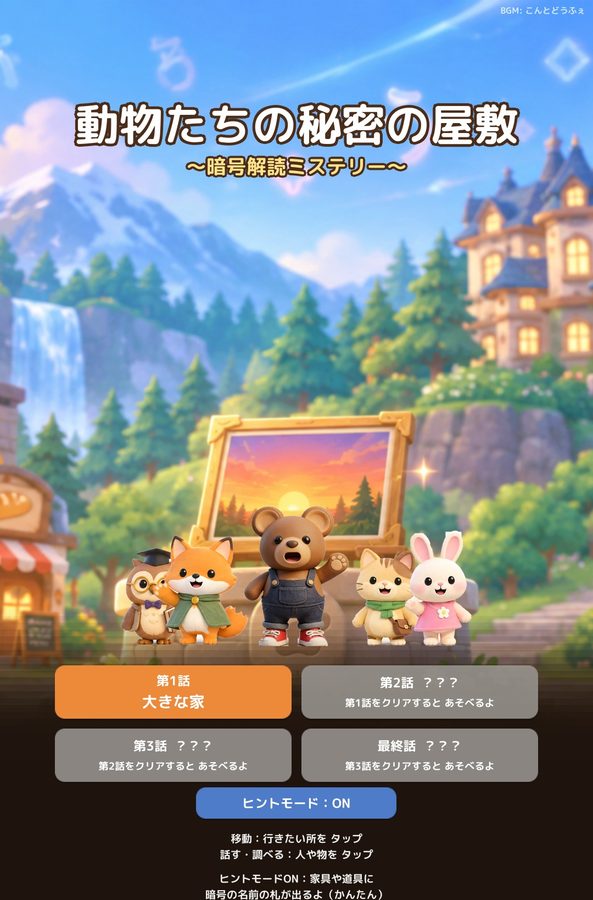 BGM: こんとどうふぇ
動物たちの秘密の屋敷
～暗号解読ミステリー～
第1話
大きな家
第2話 ？？？
第1話をクリアすると あそべるよ
第3話 ？？？
第2話をクリアすると あそべるよ
最終話 ？？？
第3話をクリアすると あそべるよ
ヒントモード：ON
移動：行きたい所を タップ
話す・調べる：人や物を タップ
ヒントモードON：家具や道具に
暗号の名前の札が出るよ（かんたん）